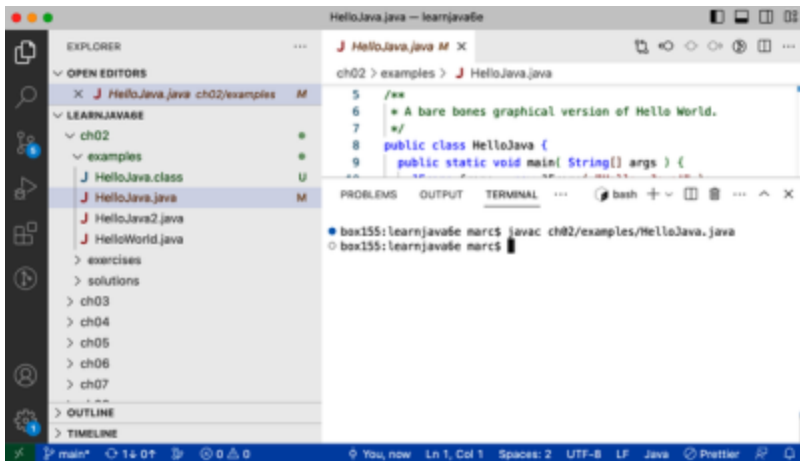 HelloJava.java — learnjava6e
EXPLORER
OPEN EDITORS
HelloJava.java ch02/examples M
LEARNJAVA6E
ch02
examples
HelloJava.class U
HelloJava.java M
HelloJava2.java
HelloWorld.java
exercises
solutions
ch03
ch04
ch05
ch06
ch07
OUTLINE
TIMELINE
HelloJava.java M
ch02 > examples > HelloJava.java
5 /**
6 * A bare bones graphical version of Hello World.
7 */
8 public class HelloJava {
9 public static void main( String[] args ) {
PROBLEMS OUTPUT TERMINAL ··· bash
box155:learnjava6e marc$ javac ch02/examples/HelloJava.java
box155:learnjava6e marc$
main* 1↓ 0↑ 0 0 You, now Ln 1, Col 1 Spaces: 2 UTF-8 LF Java Prettier